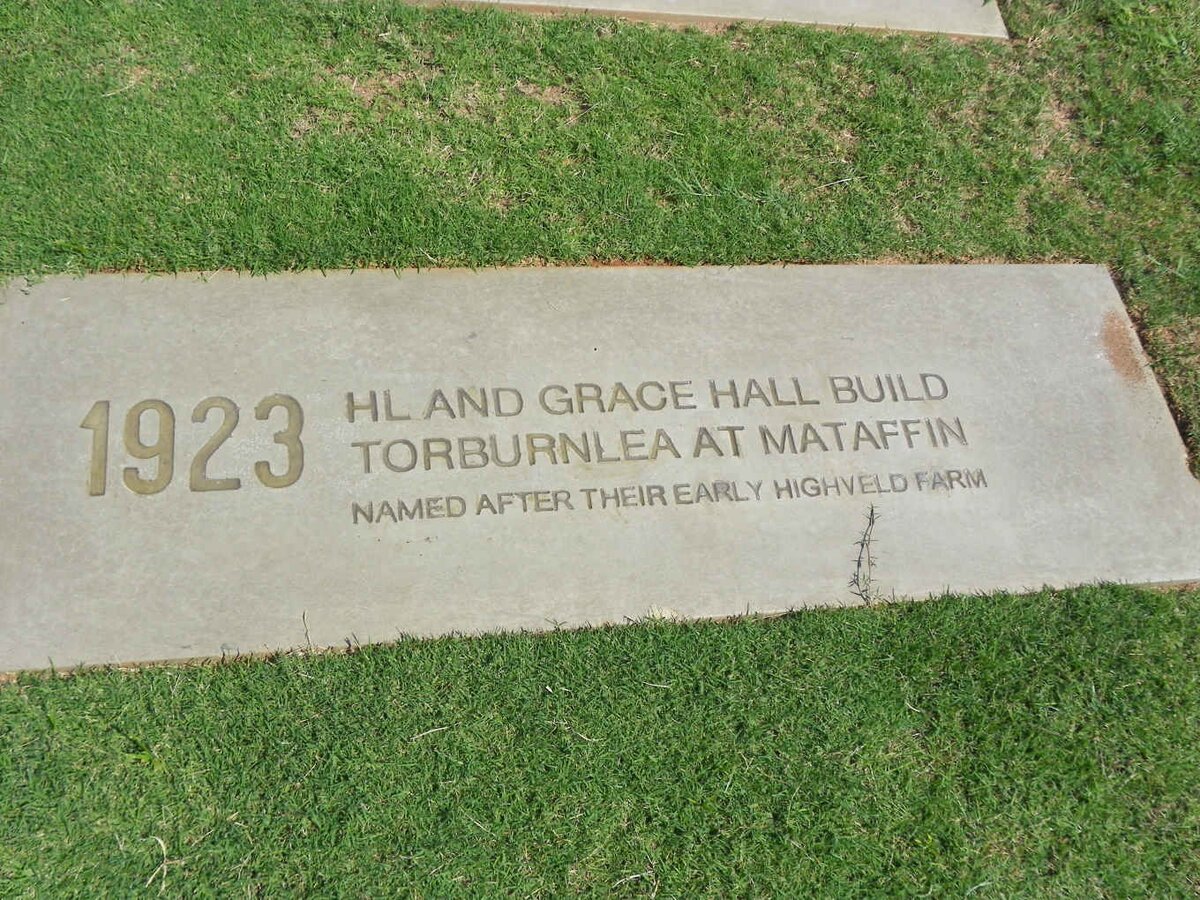 1923
HL AND GRACE HALL BUILD
TORBURNLEA AT MATAFFIN
NAMED AFTER THEIR EARLY HIGHVELD FARM